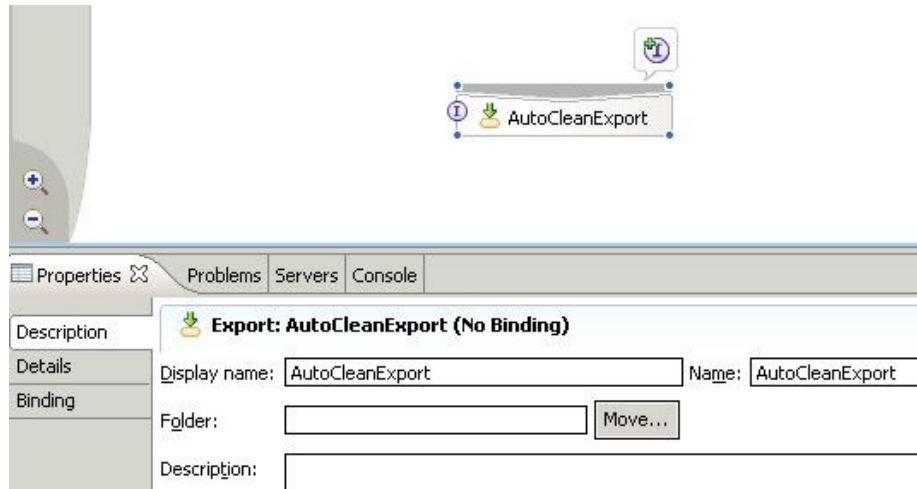 AutoCleanExport
Properties Problems Servers Console
Description
Details
Binding
Export: AutoCleanExport (No Binding)
Display name: AutoCleanExport Name: AutoCleanExport
Folder: Move...
Description: